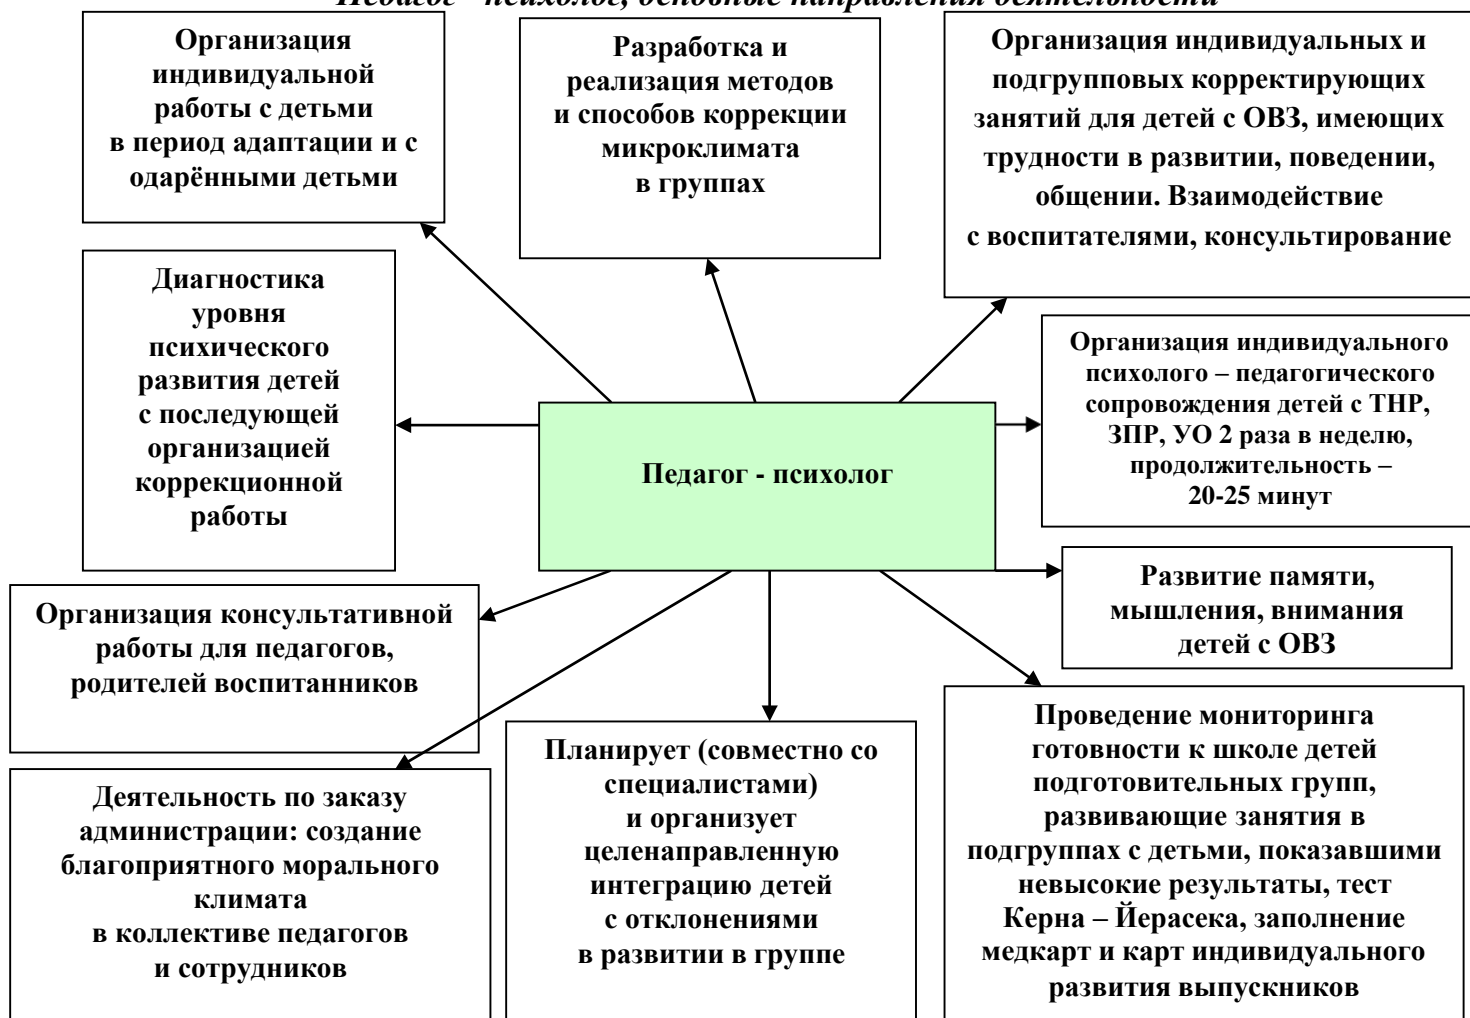 Педагог - психолог, основные направления деятельности
Организация
индивидуальной
работы с детьми
в период адаптации и с
одарёнными детьми
Разработка и
реализация методов
и способов коррекции
микроклимата
в группах
Организация индивидуальных и
подгрупповых корректирующих
занятий для детей с ОВЗ, имеющих
трудности в развитии, поведении,
общении. Взаимодействие
с воспитателями, консультирование
Диагностика
уровня
психического
развития детей
с последующей
организацией
коррекционной
работы
Организация индивидуального
психолого – педагогического
сопровождения детей с ТНР,
ЗПР, УО 2 раза в неделю,
продолжительность –
20-25 минут
Педагог - психолог
Развитие памяти,
мышления, внимания
детей с ОВЗ
Организация консультативной
работы для педагогов,
родителей воспитанников
Деятельность по заказу
администрации: создание
благоприятного морального
климата
в коллективе педагогов
и сотрудников
Планирует (совместно со
специалистами)
и организует
целенаправленную
интеграцию детей
с отклонениями
в развитии в группе
Проведение мониторинга
готовности к школе детей
подготовительных групп,
развивающие занятия в
подгруппах с детьми, показавшими
невысокие результаты, тест
Керна – Йерасека, заполнение
медкарт и карт индивидуального
развития выпускников